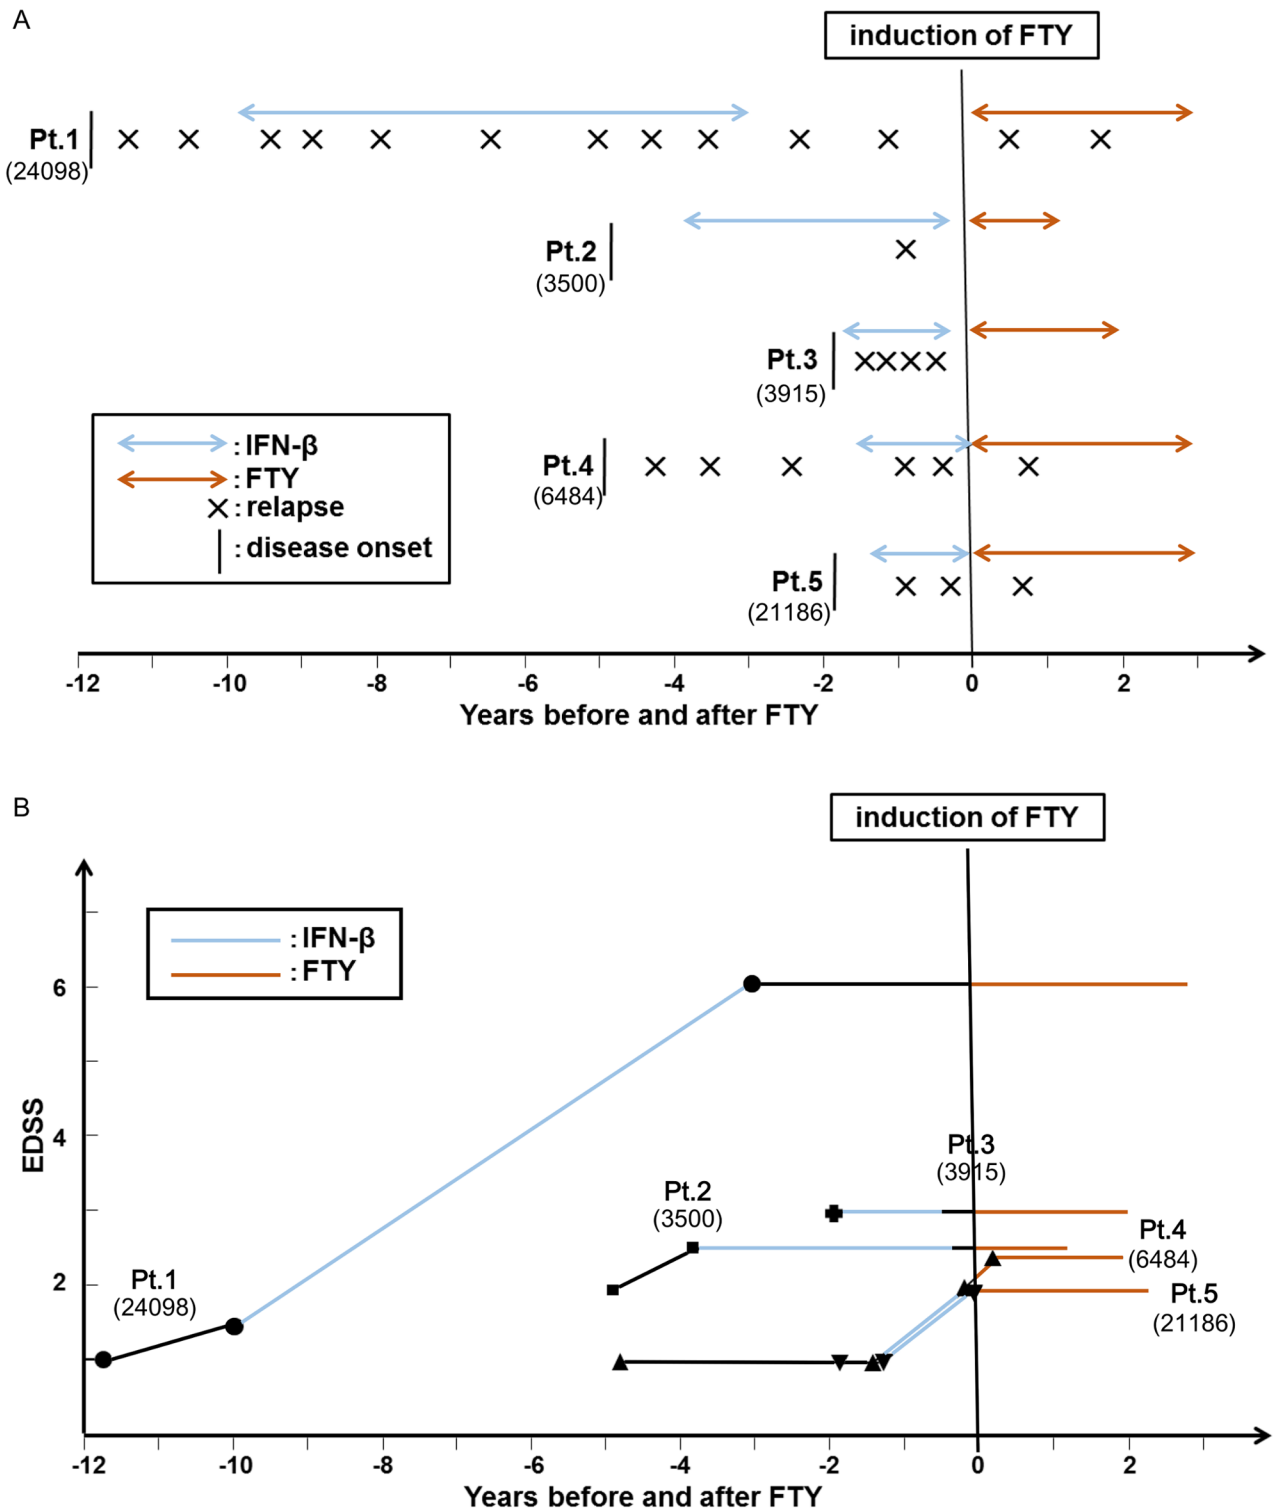 A
induction of FTY
Pt.1
(24098)
Pt.2
(3500)
Pt.3
(3915)
Pt.4
(6484)
Pt.5
(21186)
: IFN-β
: FTY
: relapse
: disease onset
-12 -10 -8 -6 -4 -2 0 2
Years before and after FTY
B
induction of FTY
: IFN-β
: FTY
EDSS
6
4
2
Pt.1
(24098)
Pt.2
(3500)
Pt.3
(3915)
Pt.4
(6484)
Pt.5
(21186)
-12 -10 -8 -6 -4 -2 0 2
Years before and after FTY